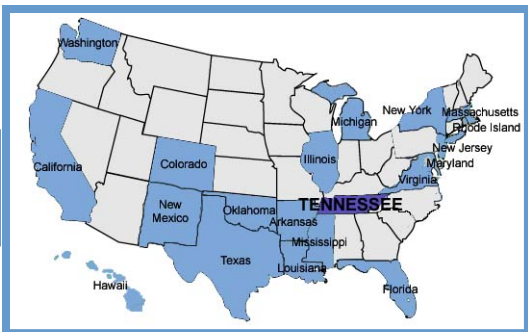 Washington
New York
Massachusetts
Michigan
Rhode Island
New Jersey
Illinois
Maryland
California
Colorado
Virginia
TENNESSEE
New
Mexico
Oklahoma
Arkansas
Mississippi
Texas
Louisiana
Hawaii
Florida